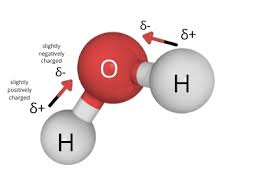 δ-
δ+
slightly
negatively
charged
δ-
O
H
slightly
positively
charged
δ+
H